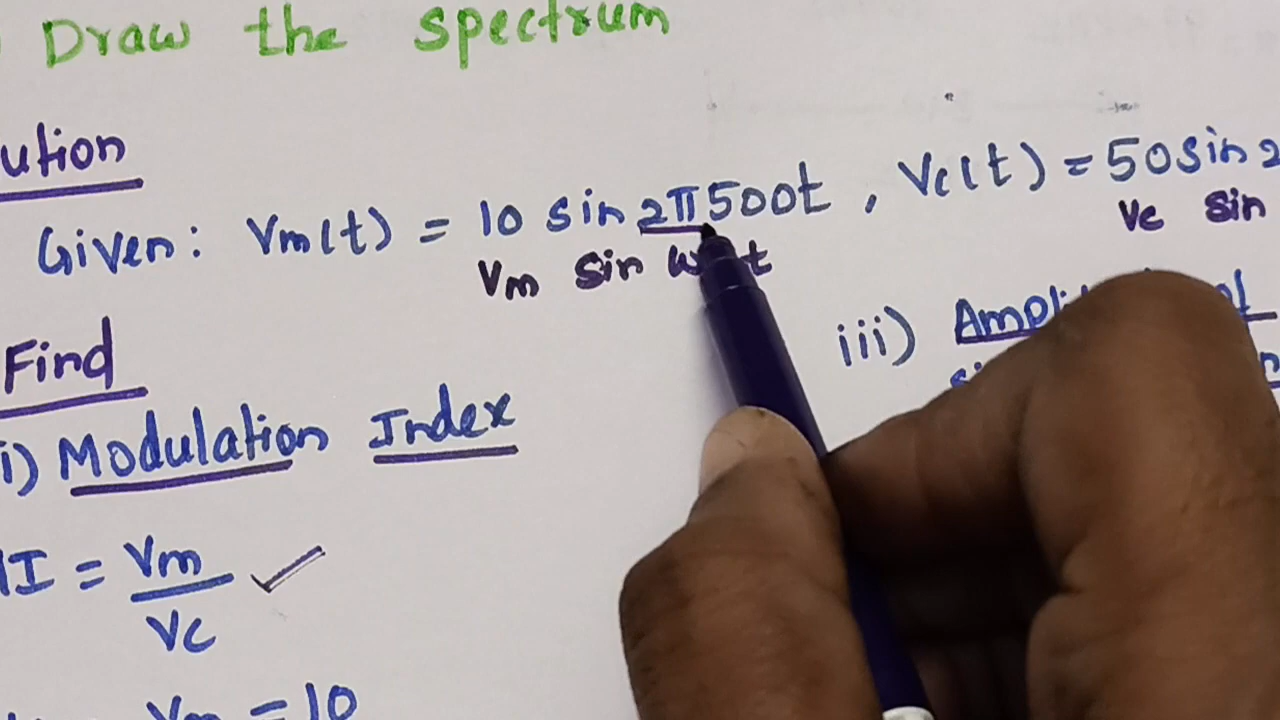 Draw the spectrum
ution
Given: Vm(t) = 10 sin 2π500t , Vc(t) = 50 sin 2
Vm sin t
Vc sin
Find
i) Modulation Index
iii)
I = Vm / Vc ✓
Vm = 10